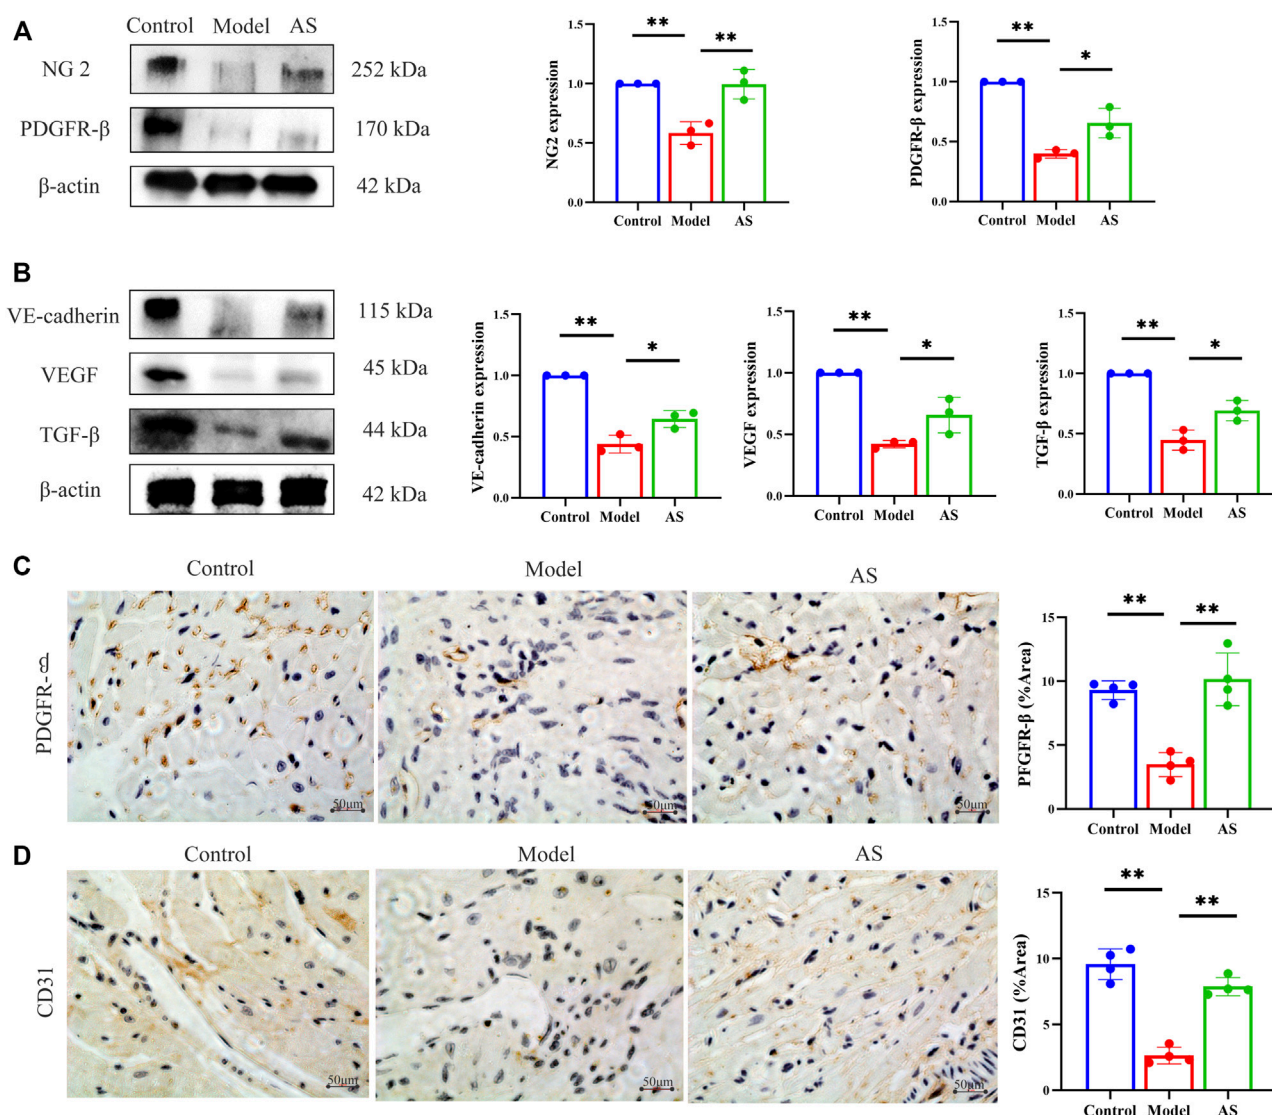 A
Control Model AS
NG 2 252 kDa
PDGFR-β 170 kDa
β-actin 42 kDa
NG2 expression
1.5
1.0
0.5
0.0
Control Model AS
** **
PDGFR-β expression
1.5
1.0
0.5
0.0
Control Model AS
** *
B
VE-cadherin 115 kDa
VEGF 45 kDa
TGF-β 44 kDa
β-actin 42 kDa
VE-cadherin expression
1.5
1.0
0.5
0.0
Control Model AS
** *
VEGF expression
1.5
1.0
0.5
0.0
Control Model AS
** *
TGF-β expression
1.5
1.0
0.5
0.0
Control Model AS
** *
C
Control Model AS
50μm
50μm
50μm
PFGFR-β (%Area)
15
10
5
0
Control Model AS
** **
D
Control Model AS
CD31
50μm
50μm
50μm
CD31 (%Area)
15
10
5
0
Control Model AS
** **